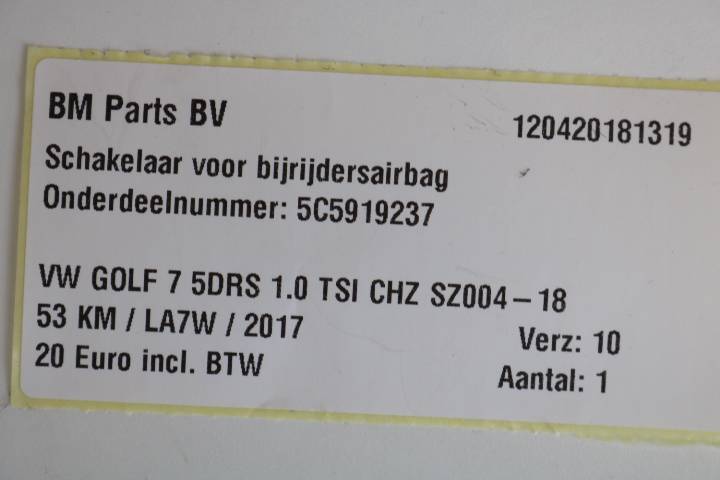 BM Parts BV
120420181319
Schakelaar voor bijrijdersairbag
Onderdeelnummer: 5C5919237
VW GOLF 7 5DRS 1.0 TSI CHZ SZ004-18
53 KM / LA7W / 2017
Verz: 10
20 Euro incl. BTW
Aantal: 1